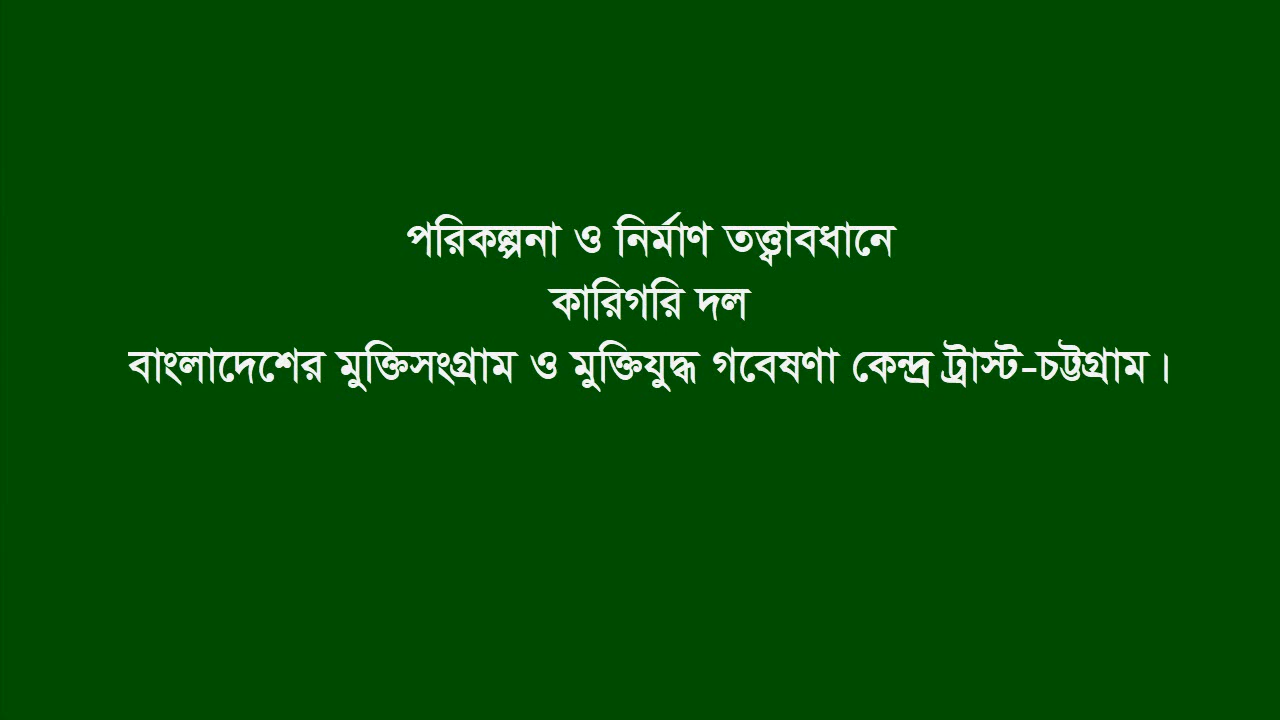 পরিকল্পনা ও নির্মাণ তত্ত্বাবধানে
কারিগরি দল
বাংলাদেশের মুক্তিসংগ্রাম ও মুক্তিযুদ্ধ গবেষণা কেন্দ্র ট্রাস্ট-চট্টগ্রাম।